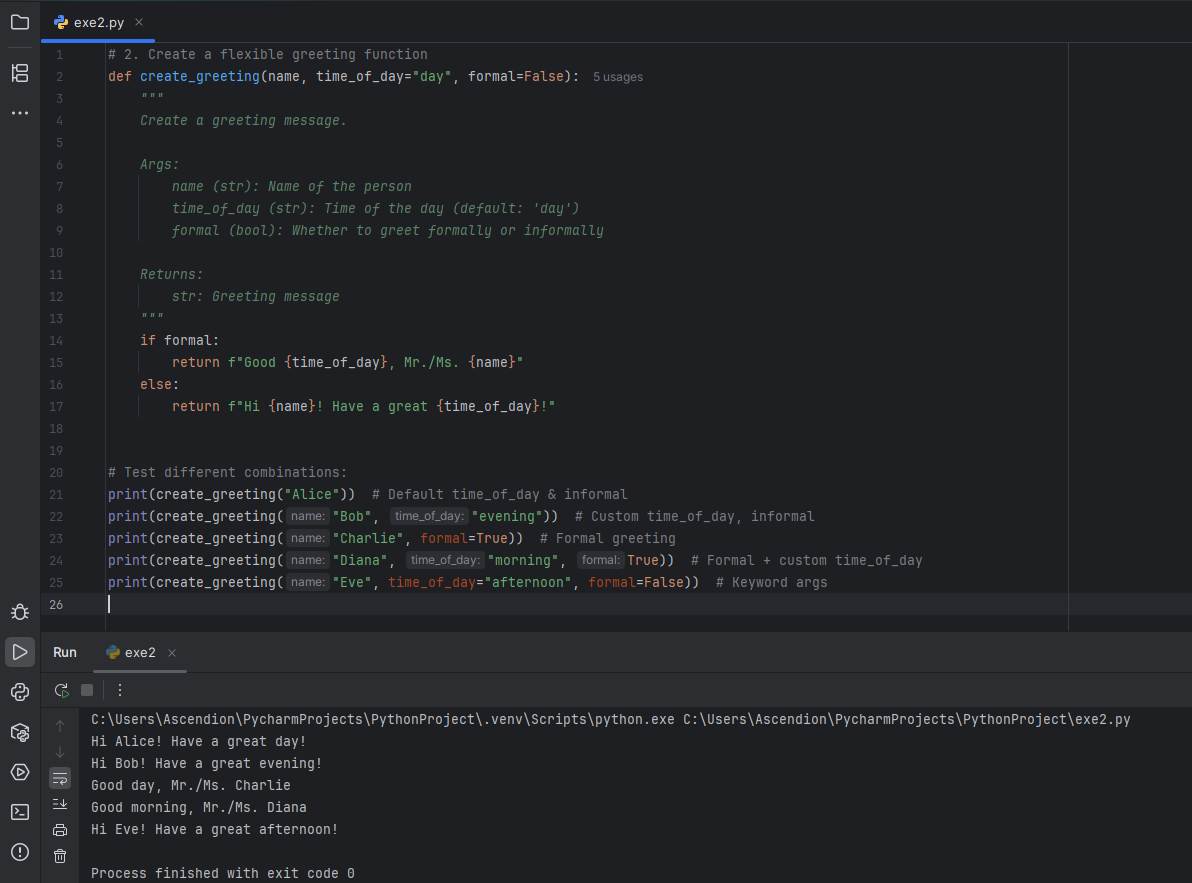 exe2.py
1 # 2. Create a flexible greeting function
2 def create_greeting(name, time_of_day="day", formal=False): 5 usages
3 """
4 Create a greeting message.
5
6 Args:
7 name (str): Name of the person
8 time_of_day (str): Time of the day (default: 'day')
9 formal (bool): Whether to greet formally or informally
10
11 Returns:
12 str: Greeting message
13 """
14 if formal:
15 return f"Good {time_of_day}, Mr./Ms. {name}"
16 else:
17 return f"Hi {name}! Have a great {time_of_day}!"
18
19
20 # Test different combinations:
21 print(create_greeting("Alice")) # Default time_of_day & informal
22 print(create_greeting( name: "Bob", time_of_day: "evening")) # Custom time_of_day, informal
23 print(create_greeting( name: "Charlie", formal=True)) # Formal greeting
24 print(create_greeting( name: "Diana", time_of_day: "morning", formal: True)) # Formal + custom time_of_day
25 print(create_greeting( name: "Eve", time_of_day="afternoon", formal=False)) # Keyword args
26
Run exe2
C:\Users\Ascendion\PycharmProjects\PythonProject\.venv\Scripts\python.exe C:\Users\Ascendion\PycharmProjects\PythonProject\exe2.py
Hi Alice! Have a great day!
Hi Bob! Have a great evening!
Good day, Mr./Ms. Charlie
Good morning, Mr./Ms. Diana
Hi Eve! Have a great afternoon!
Process finished with exit code 0